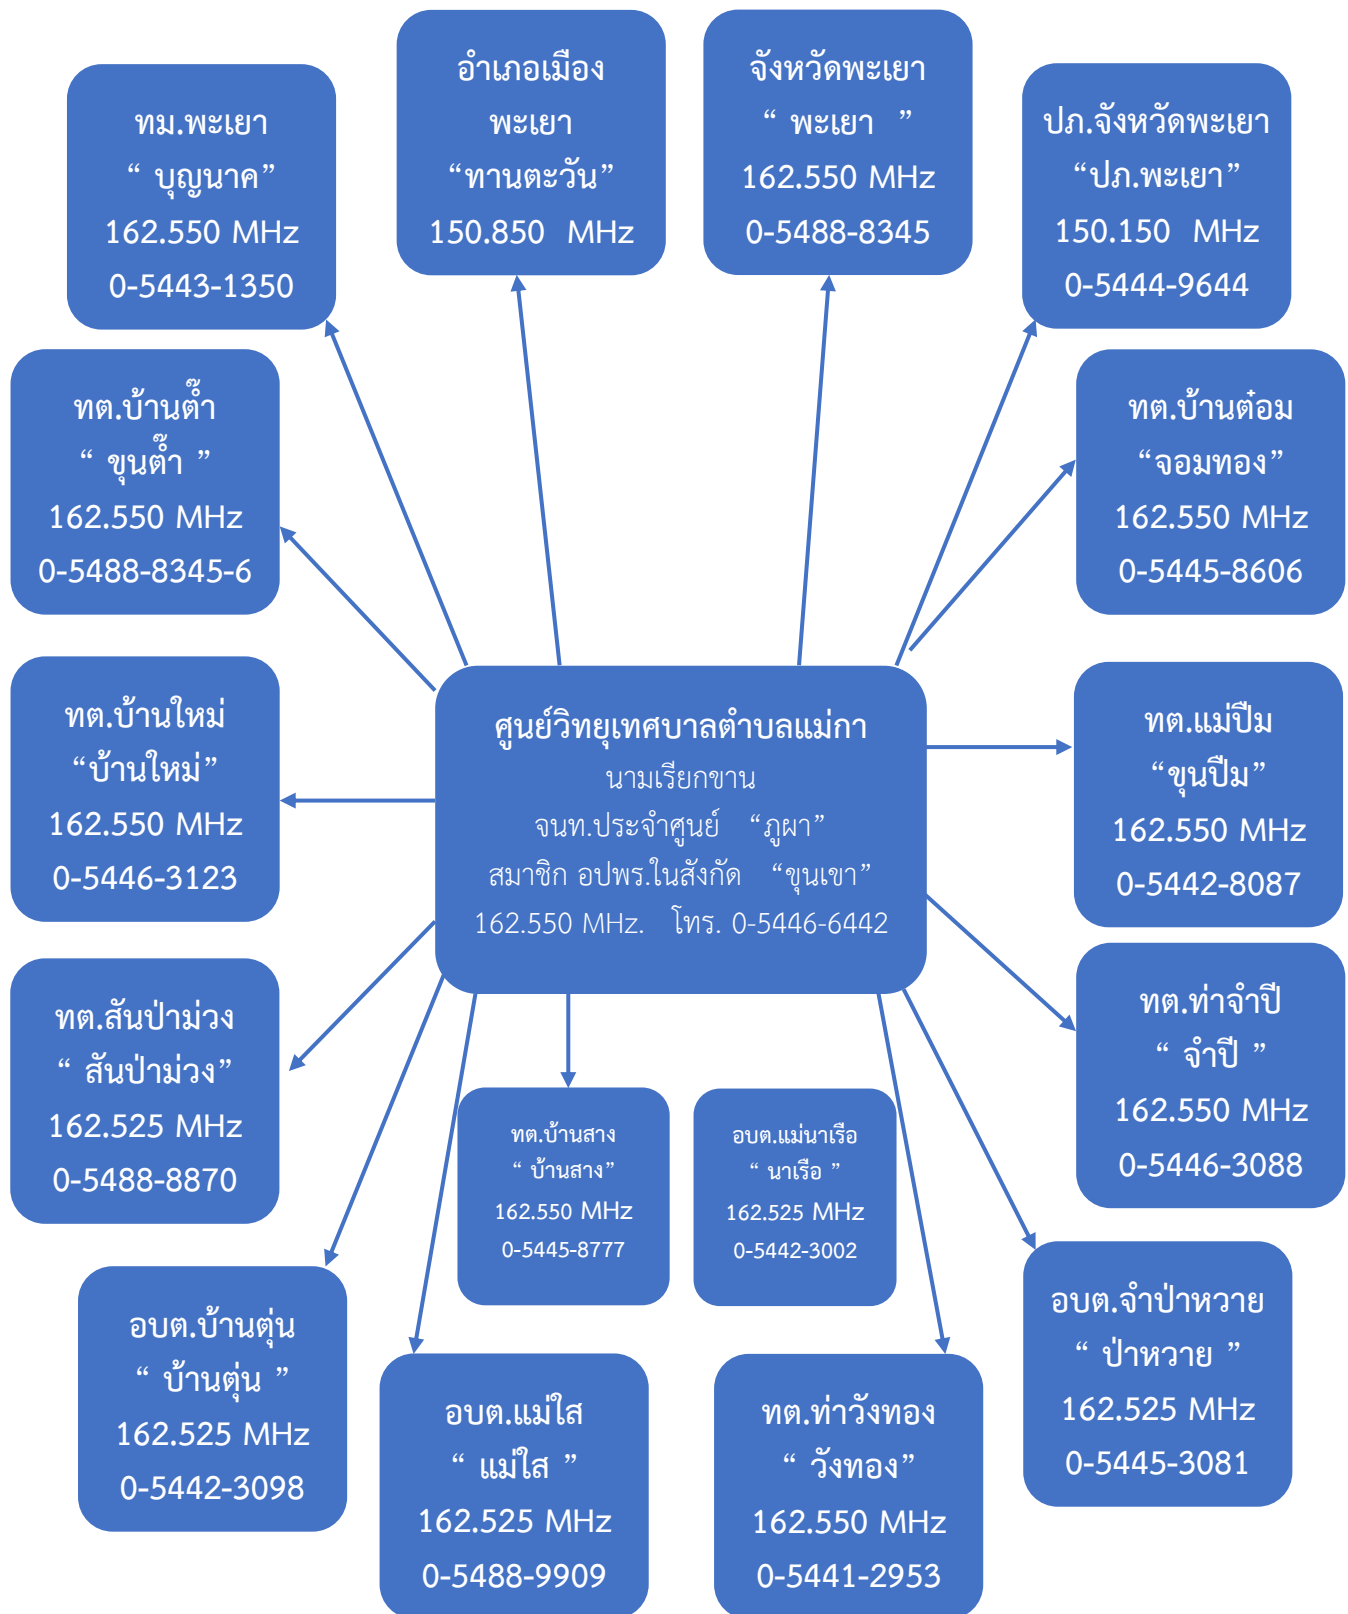 ทม.พะเยา
“ บุญนาค”
162.550 MHz
0-5443-1350
อำเภอเมือง
พะเยา
“ทานตะวัน”
150.850 MHz
จังหวัดพะเยา
“ พะเยา ”
162.550 MHz
0-5488-8345
ปภ.จังหวัดพะเยา
“ปภ.พะเยา”
150.150 MHz
0-5444-9644
ทต.บ้านต๊ำ
“ ขุนต๊ำ ”
162.550 MHz
0-5488-8345-6
ทต.บ้านต๋อม
“จอมทอง”
162.550 MHz
0-5445-8606
ทต.บ้านใหม่
“บ้านใหม่”
162.550 MHz
0-5446-3123
ศูนย์วิทยุเทศบาลตำบลแม่กา
นามเรียกขาน
จนท.ประจำศูนย์ “ภูผา”
สมาชิก อปพร.ในสังกัด “ขุนเขา”
162.550 MHz. โทร. 0-5446-6442
ทต.แม่ปืม
“ขุนปืม”
162.550 MHz
0-5442-8087
ทต.สันป่าม่วง
“ สันป่าม่วง”
162.525 MHz
0-5488-8870
ทต.ท่าจำปี
“ จำปี ”
162.550 MHz
0-5446-3088
ทต.บ้านสาง
“ บ้านสาง”
162.550 MHz
0-5445-8777
อบต.แม่นาเรือ
“ นาเรือ ”
162.525 MHz
0-5442-3002
อบต.บ้านตุ่น
“ บ้านตุ่น ”
162.525 MHz
0-5442-3098
อบต.แม่ใส
“ แม่ใส ”
162.525 MHz
0-5488-9909
ทต.ท่าวังทอง
“ วังทอง”
162.550 MHz
0-5441-2953
อบต.จำป่าหวาย
“ ป่าหวาย ”
162.525 MHz
0-5445-3081